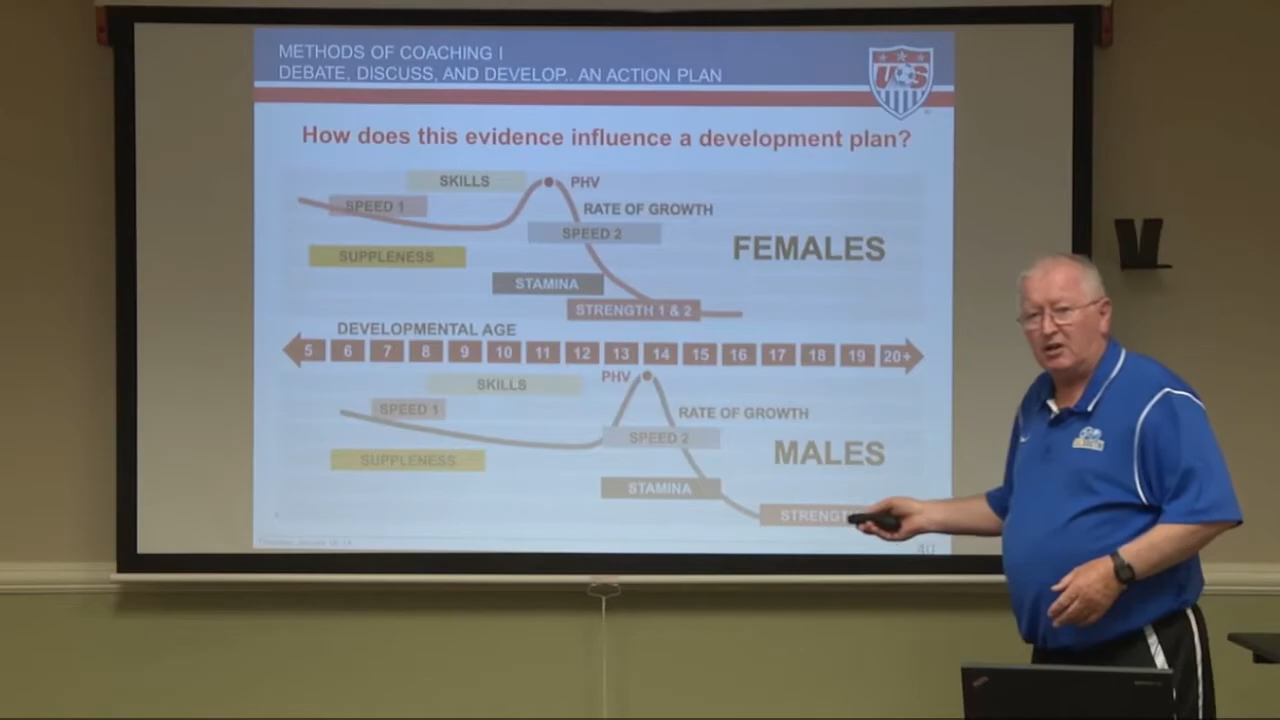 METHODS OF COACHING I
DEBATE, DISCUSS, AND DEVELOP.. AN ACTION PLAN
US
How does this evidence influence a development plan?
SKILLS
PHV
SPEED 1
RATE OF GROWTH
SPEED 2
FEMALES
SUPPLENESS
STAMINA
STRENGTH 1 & 2
DEVELOPMENTAL AGE
5 6 7 8 9 10 11 12 13 14 15 16 17 18 19 20+
PHV
SKILLS
SPEED 1
RATE OF GROWTH
SPEED 2
MALES
SUPPLENESS
STAMINA
STRENGT
40